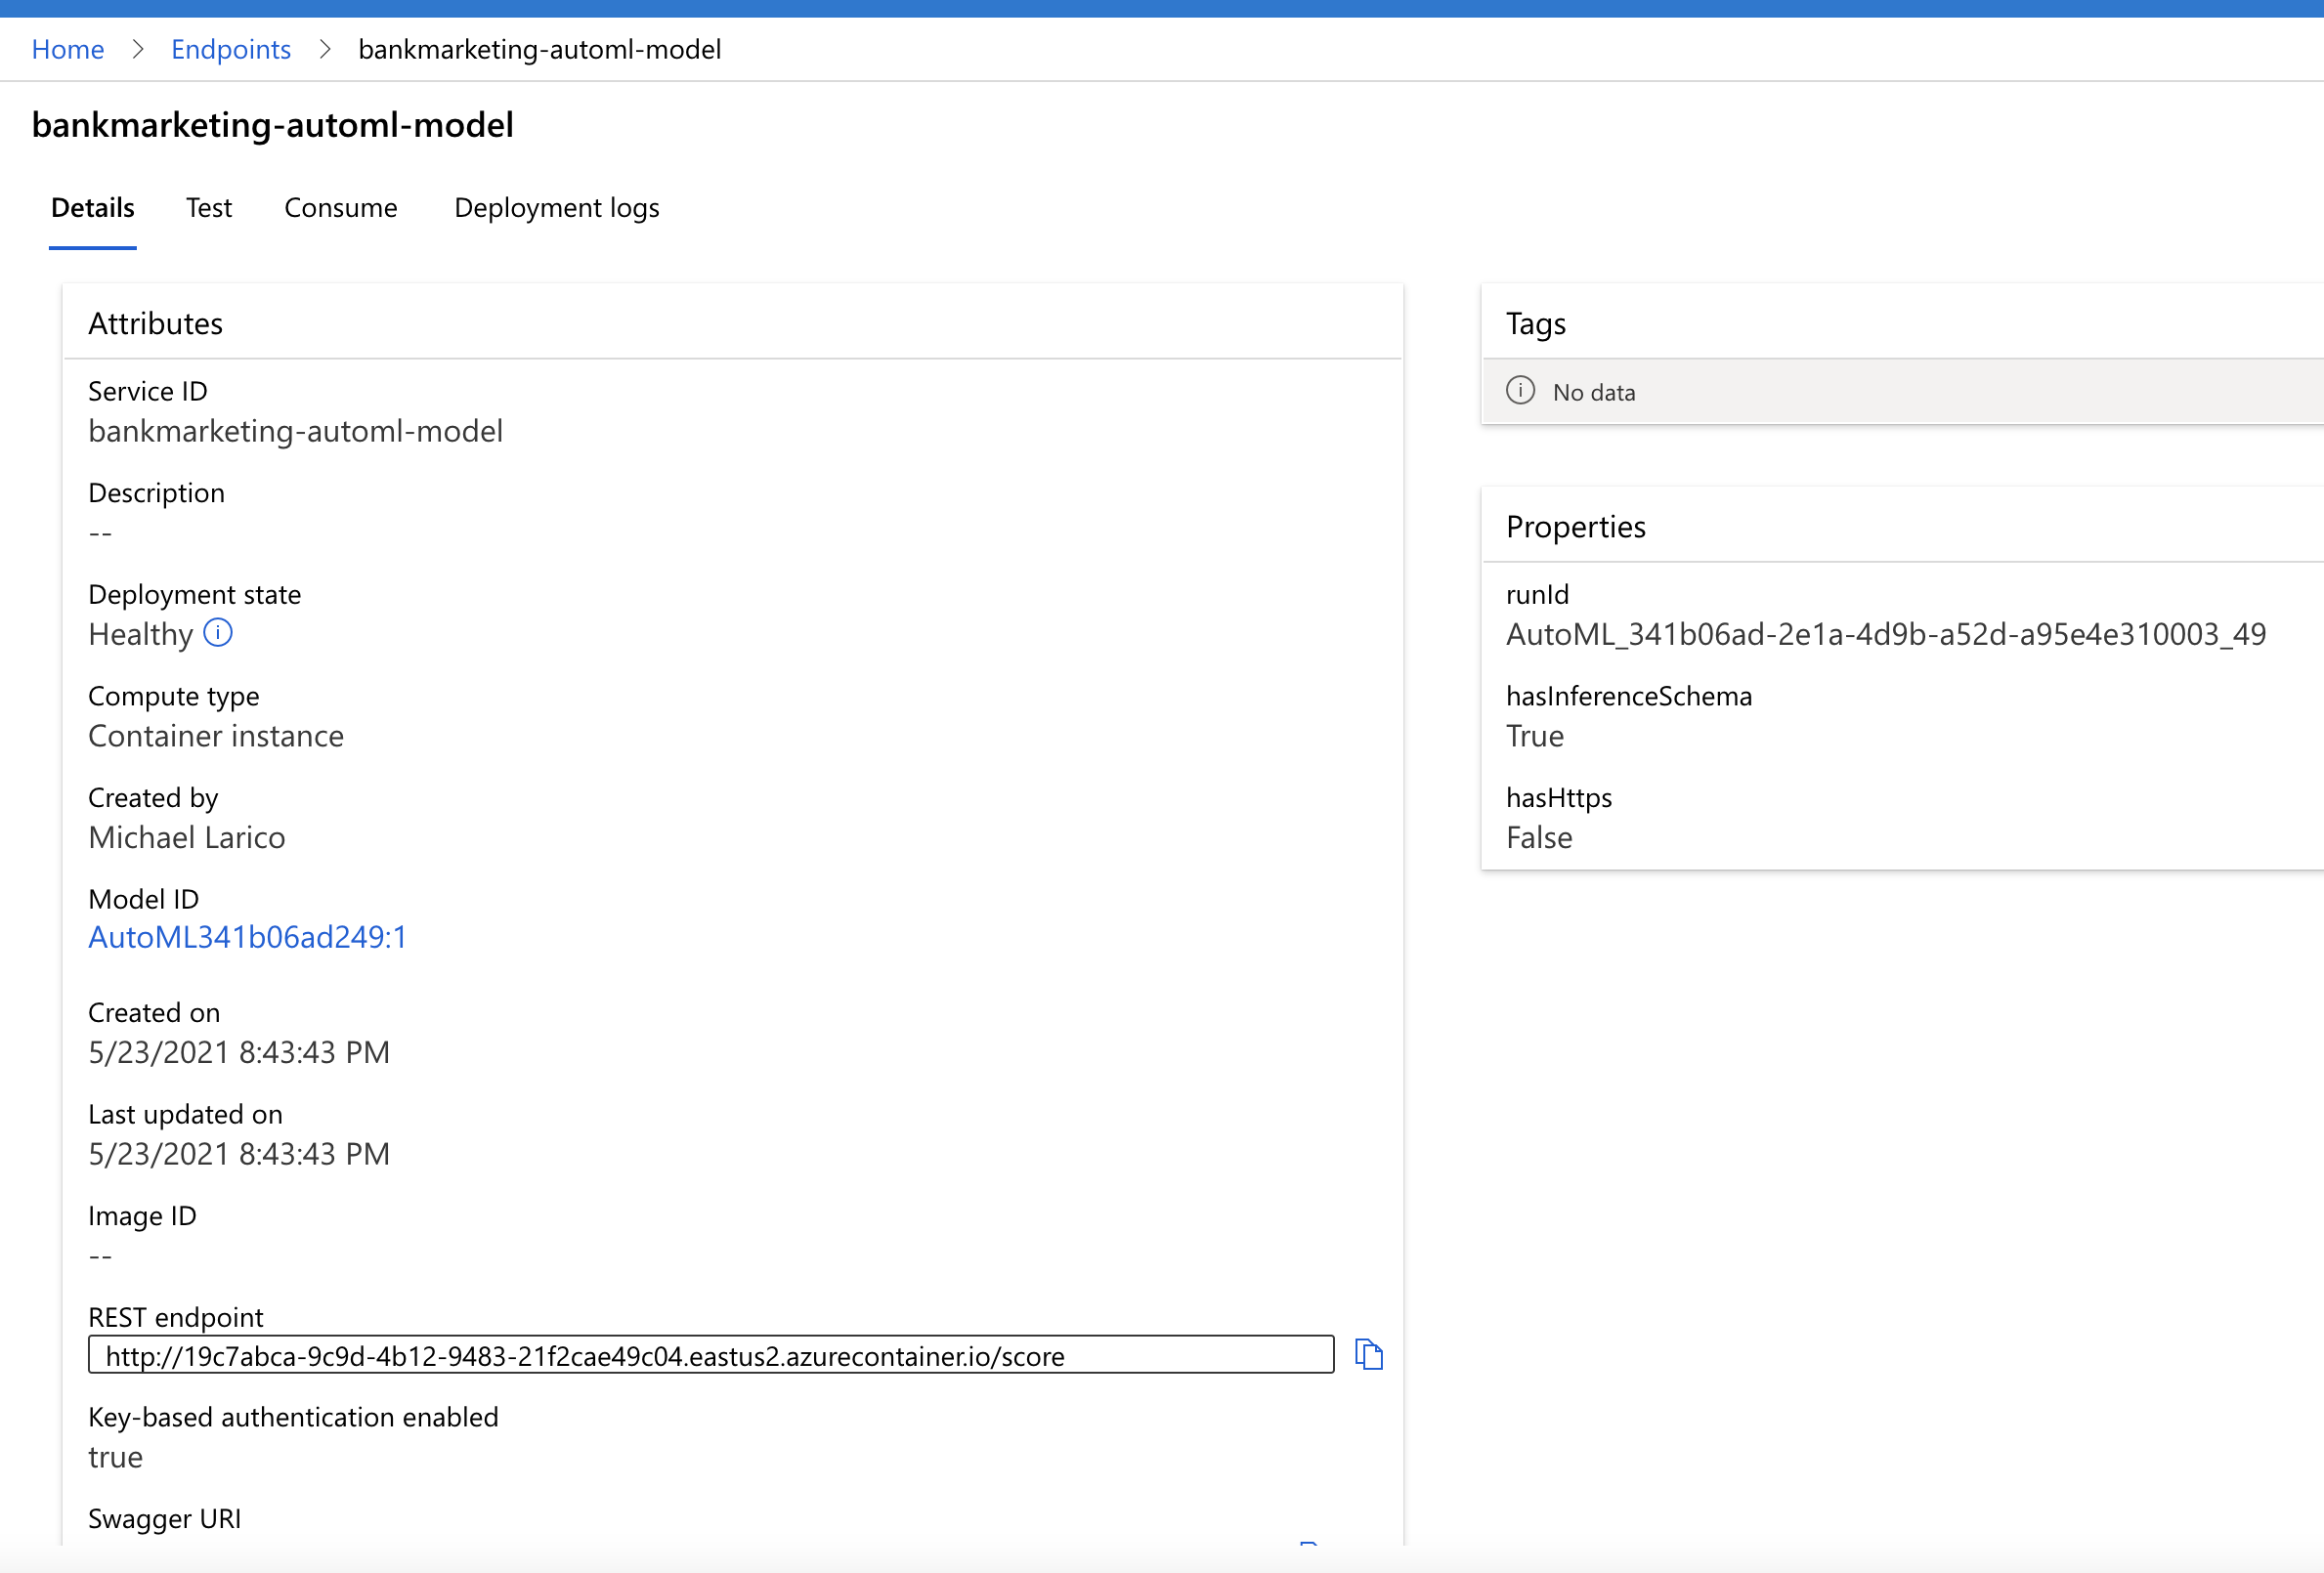 Home > Endpoints > bankmarketing-automl-model
bankmarketing-automl-model
Details Test Consume Deployment logs
Attributes
Service ID
bankmarketing-automl-model
Description
--
Deployment state
Healthy
Compute type
Container instance
Created by
Michael Larico
Model ID
AutoML341b06ad249:1
Created on
5/23/2021 8:43:43 PM
Last updated on
5/23/2021 8:43:43 PM
Image ID
--
REST endpoint
http://19c7abca-9c9d-4b12-9483-21f2cae49c04.eastus2.azurecontainer.io/score
Key-based authentication enabled
true
Swagger URI
Tags
No data
Properties
runId
AutoML_341b06ad-2e1a-4d9b-a52d-a95e4e310003_49
hasInferenceSchema
True
hasHttps
False